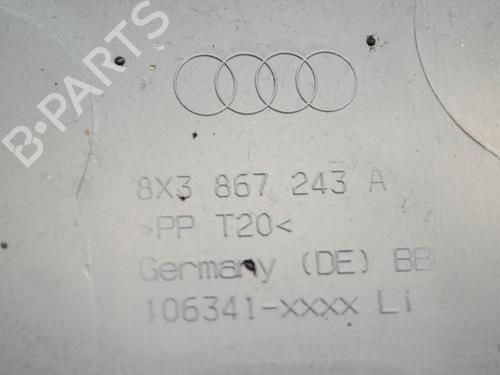 B-PARTS
8X3 867 243 A
>PP T20<
Germany (DE) BB
106341-xxxx Li